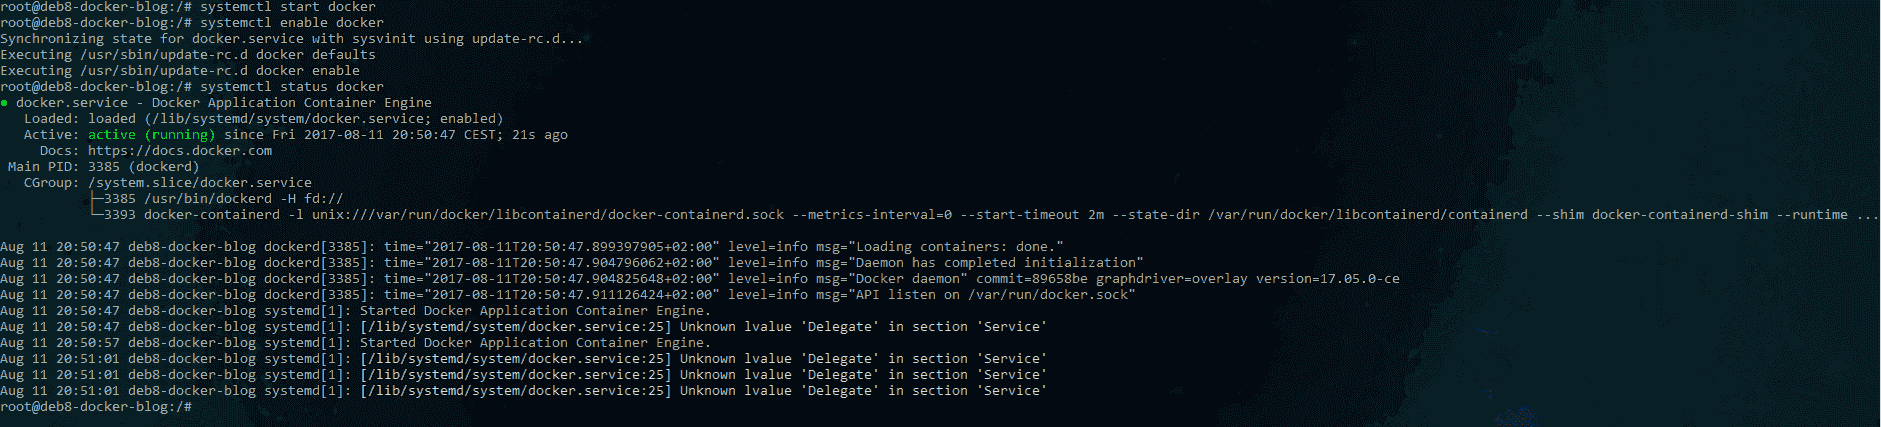 root@deb8-docker-blog:/# systemctl start docker
root@deb8-docker-blog:/# systemctl enable docker
Synchronizing state for docker.service with sysvinit using update-rc.d...
Executing /usr/sbin/update-rc.d docker defaults
Executing /usr/sbin/update-rc.d docker enable
root@deb8-docker-blog:/# systemctl status docker
● docker.service - Docker Application Container Engine
   Loaded: loaded (/lib/systemd/system/docker.service; enabled)
   Active: active (running) since Fri 2017-08-11 20:50:47 CEST; 21s ago
     Docs: https://docs.docker.com
 Main PID: 3385 (dockerd)
   CGroup: /system.slice/docker.service
           ├─3385 /usr/bin/dockerd -H fd://
           └─3393 docker-containerd -l unix:///var/run/docker/libcontainerd/docker-containerd.sock --metrics-interval=0 --start-timeout 2m --state-dir /var/run/docker/libcontainerd/containerd --shim docker-containerd-shim --runtime ...
Aug 11 20:50:47 deb8-docker-blog dockerd[3385]: time="2017-08-11T20:50:47.899397905+02:00" level=info msg="Loading containers: done."
Aug 11 20:50:47 deb8-docker-blog dockerd[3385]: time="2017-08-11T20:50:47.904796062+02:00" level=info msg="Daemon has completed initialization"
Aug 11 20:50:47 deb8-docker-blog dockerd[3385]: time="2017-08-11T20:50:47.904825648+02:00" level=info msg="Docker daemon" commit=89658be graphdriver=overlay version=17.05.0-ce
Aug 11 20:50:47 deb8-docker-blog dockerd[3385]: time="2017-08-11T20:50:47.911126424+02:00" level=info msg="API listen on /var/run/docker.sock"
Aug 11 20:50:47 deb8-docker-blog systemd[1]: Started Docker Application Container Engine.
Aug 11 20:50:47 deb8-docker-blog systemd[1]: [/lib/systemd/system/docker.service:25] Unknown lvalue 'Delegate' in section 'Service'
Aug 11 20:50:57 deb8-docker-blog systemd[1]: Started Docker Application Container Engine.
Aug 11 20:51:01 deb8-docker-blog systemd[1]: [/lib/systemd/system/docker.service:25] Unknown lvalue 'Delegate' in section 'Service'
Aug 11 20:51:01 deb8-docker-blog systemd[1]: [/lib/systemd/system/docker.service:25] Unknown lvalue 'Delegate' in section 'Service'
Aug 11 20:51:01 deb8-docker-blog systemd[1]: [/lib/systemd/system/docker.service:25] Unknown lvalue 'Delegate' in section 'Service'
root@deb8-docker-blog:/#